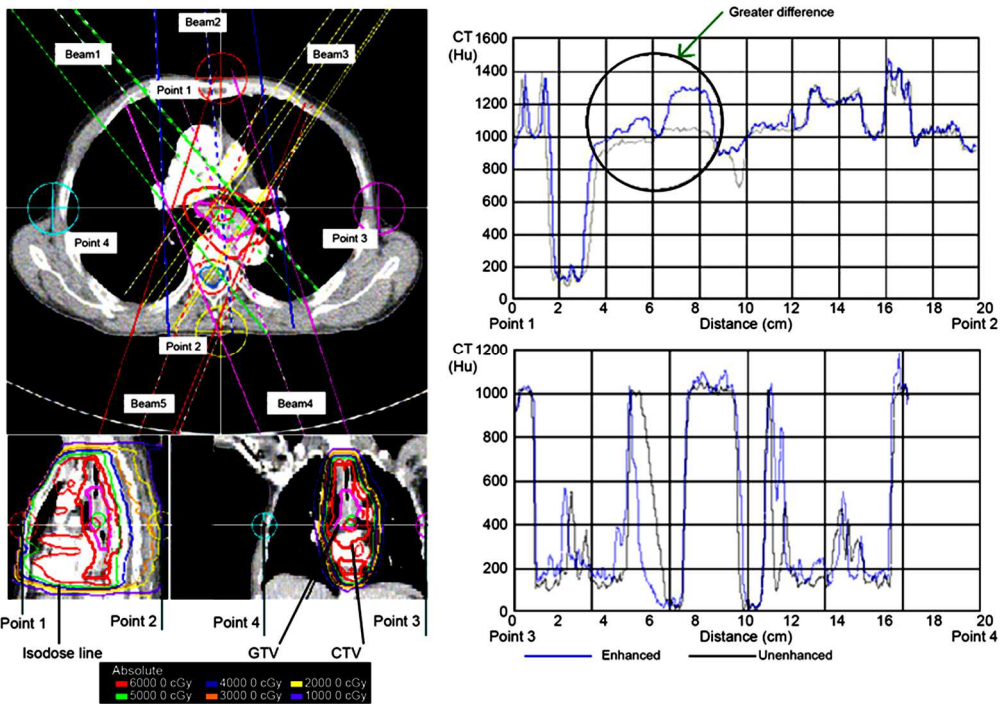 Greater difference
Beam1
Beam2
Beam3
Point 1
Point 4
Point 3
Point 2
Beam5
Beam4
Point 1
Point 2
Point 4
Point 3
Isodose line
GTV
CTV
Absolute
6000 0 cGy
4000 0 cGy
2000 0 cGy
5000 0 cGy
3000 0 cGy
1000 0 cGy
CT
(Hu)
1600
1400
1200
1000
800
600
400
200
0
0 2 4 6 8 10 12 14 16 18 20
Point 1 Distance (cm) Point 2
CT
(Hu)
1200
1000
800
600
400
200
0
0 2 4 6 8 10 12 14 16 18 20
Point 3 Distance (cm) Point 4
Enhanced Unenhanced